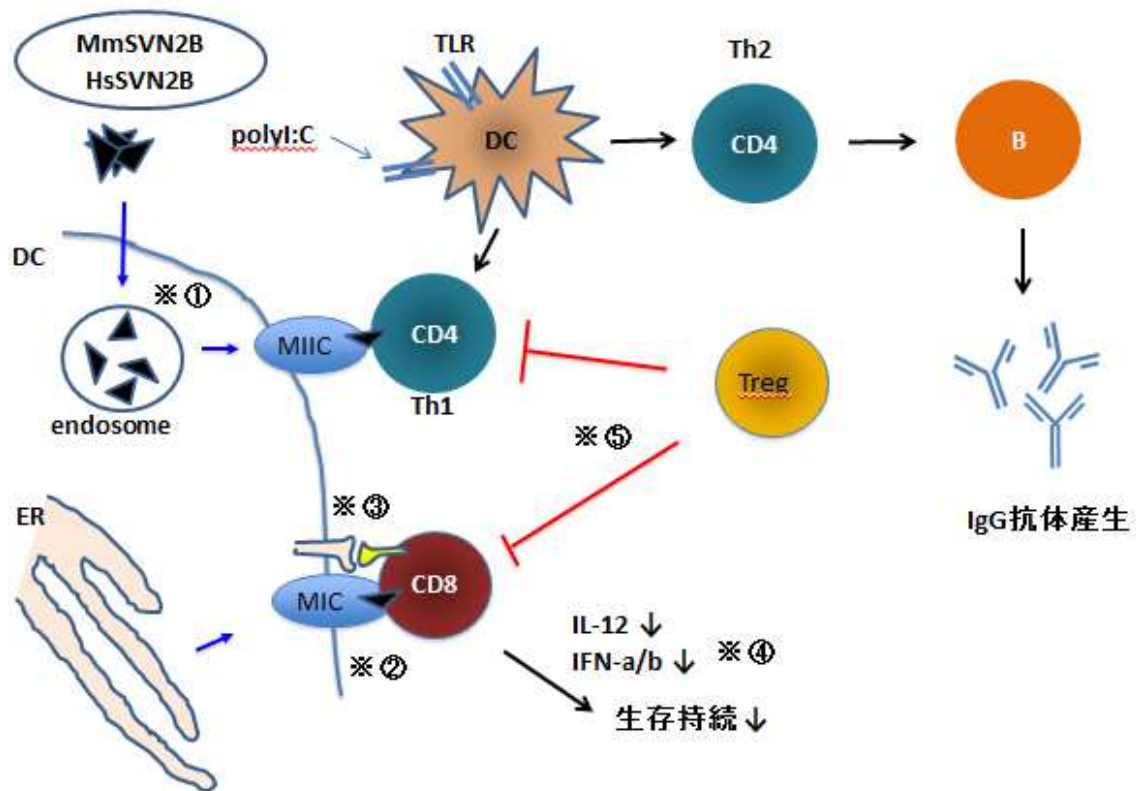 MmSVN2B
HsSVN2B
TLR
Th2
polyI:C
DC
CD4
B
DC
※①
MIIC
CD4
Th1
endosome
Treg
※⑤
IgG抗体産生
ER
※③
MIC
CD8
※②
IL-12 ↓
IFN-a/b ↓
※④
生存持続↓